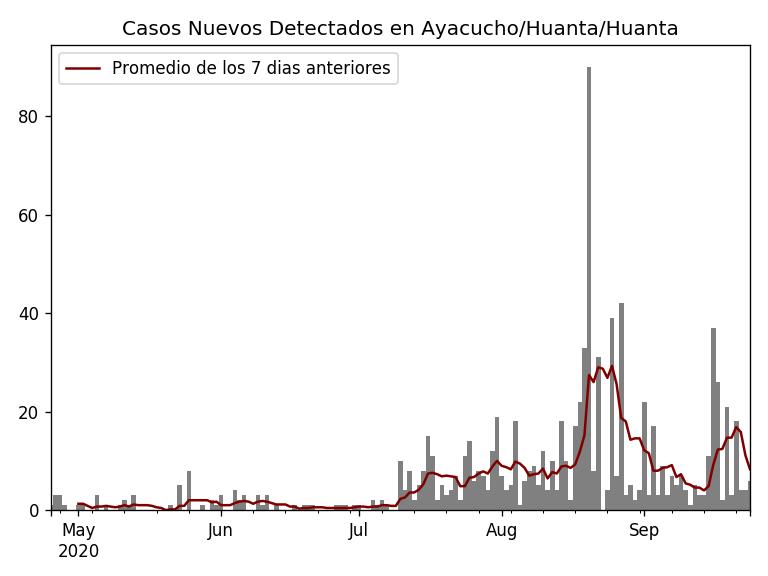 Casos Nuevos Detectados en Ayacucho/Huanta/Huanta
Promedio de los 7 dias anteriores
80
60
40
20
0
May Jun Jul Aug Sep
2020